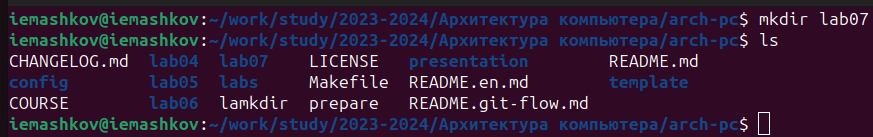 iemashkov@iemashkov:~/work/study/2023-2024/Архитектура компьютера/arch-pc$ mkdir lab07
iemashkov@iemashkov:~/work/study/2023-2024/Архитектура компьютера/arch-pc$ ls
CHANGELOG.md lab04 lab07 LICENSE presentation README.md
config lab05 labs Makefile README.en.md template
COURSE lab06 lamkdir prepare README.git-flow.md
iemashkov@iemashkov:~/work/study/2023-2024/Архитектура компьютера/arch-pc$